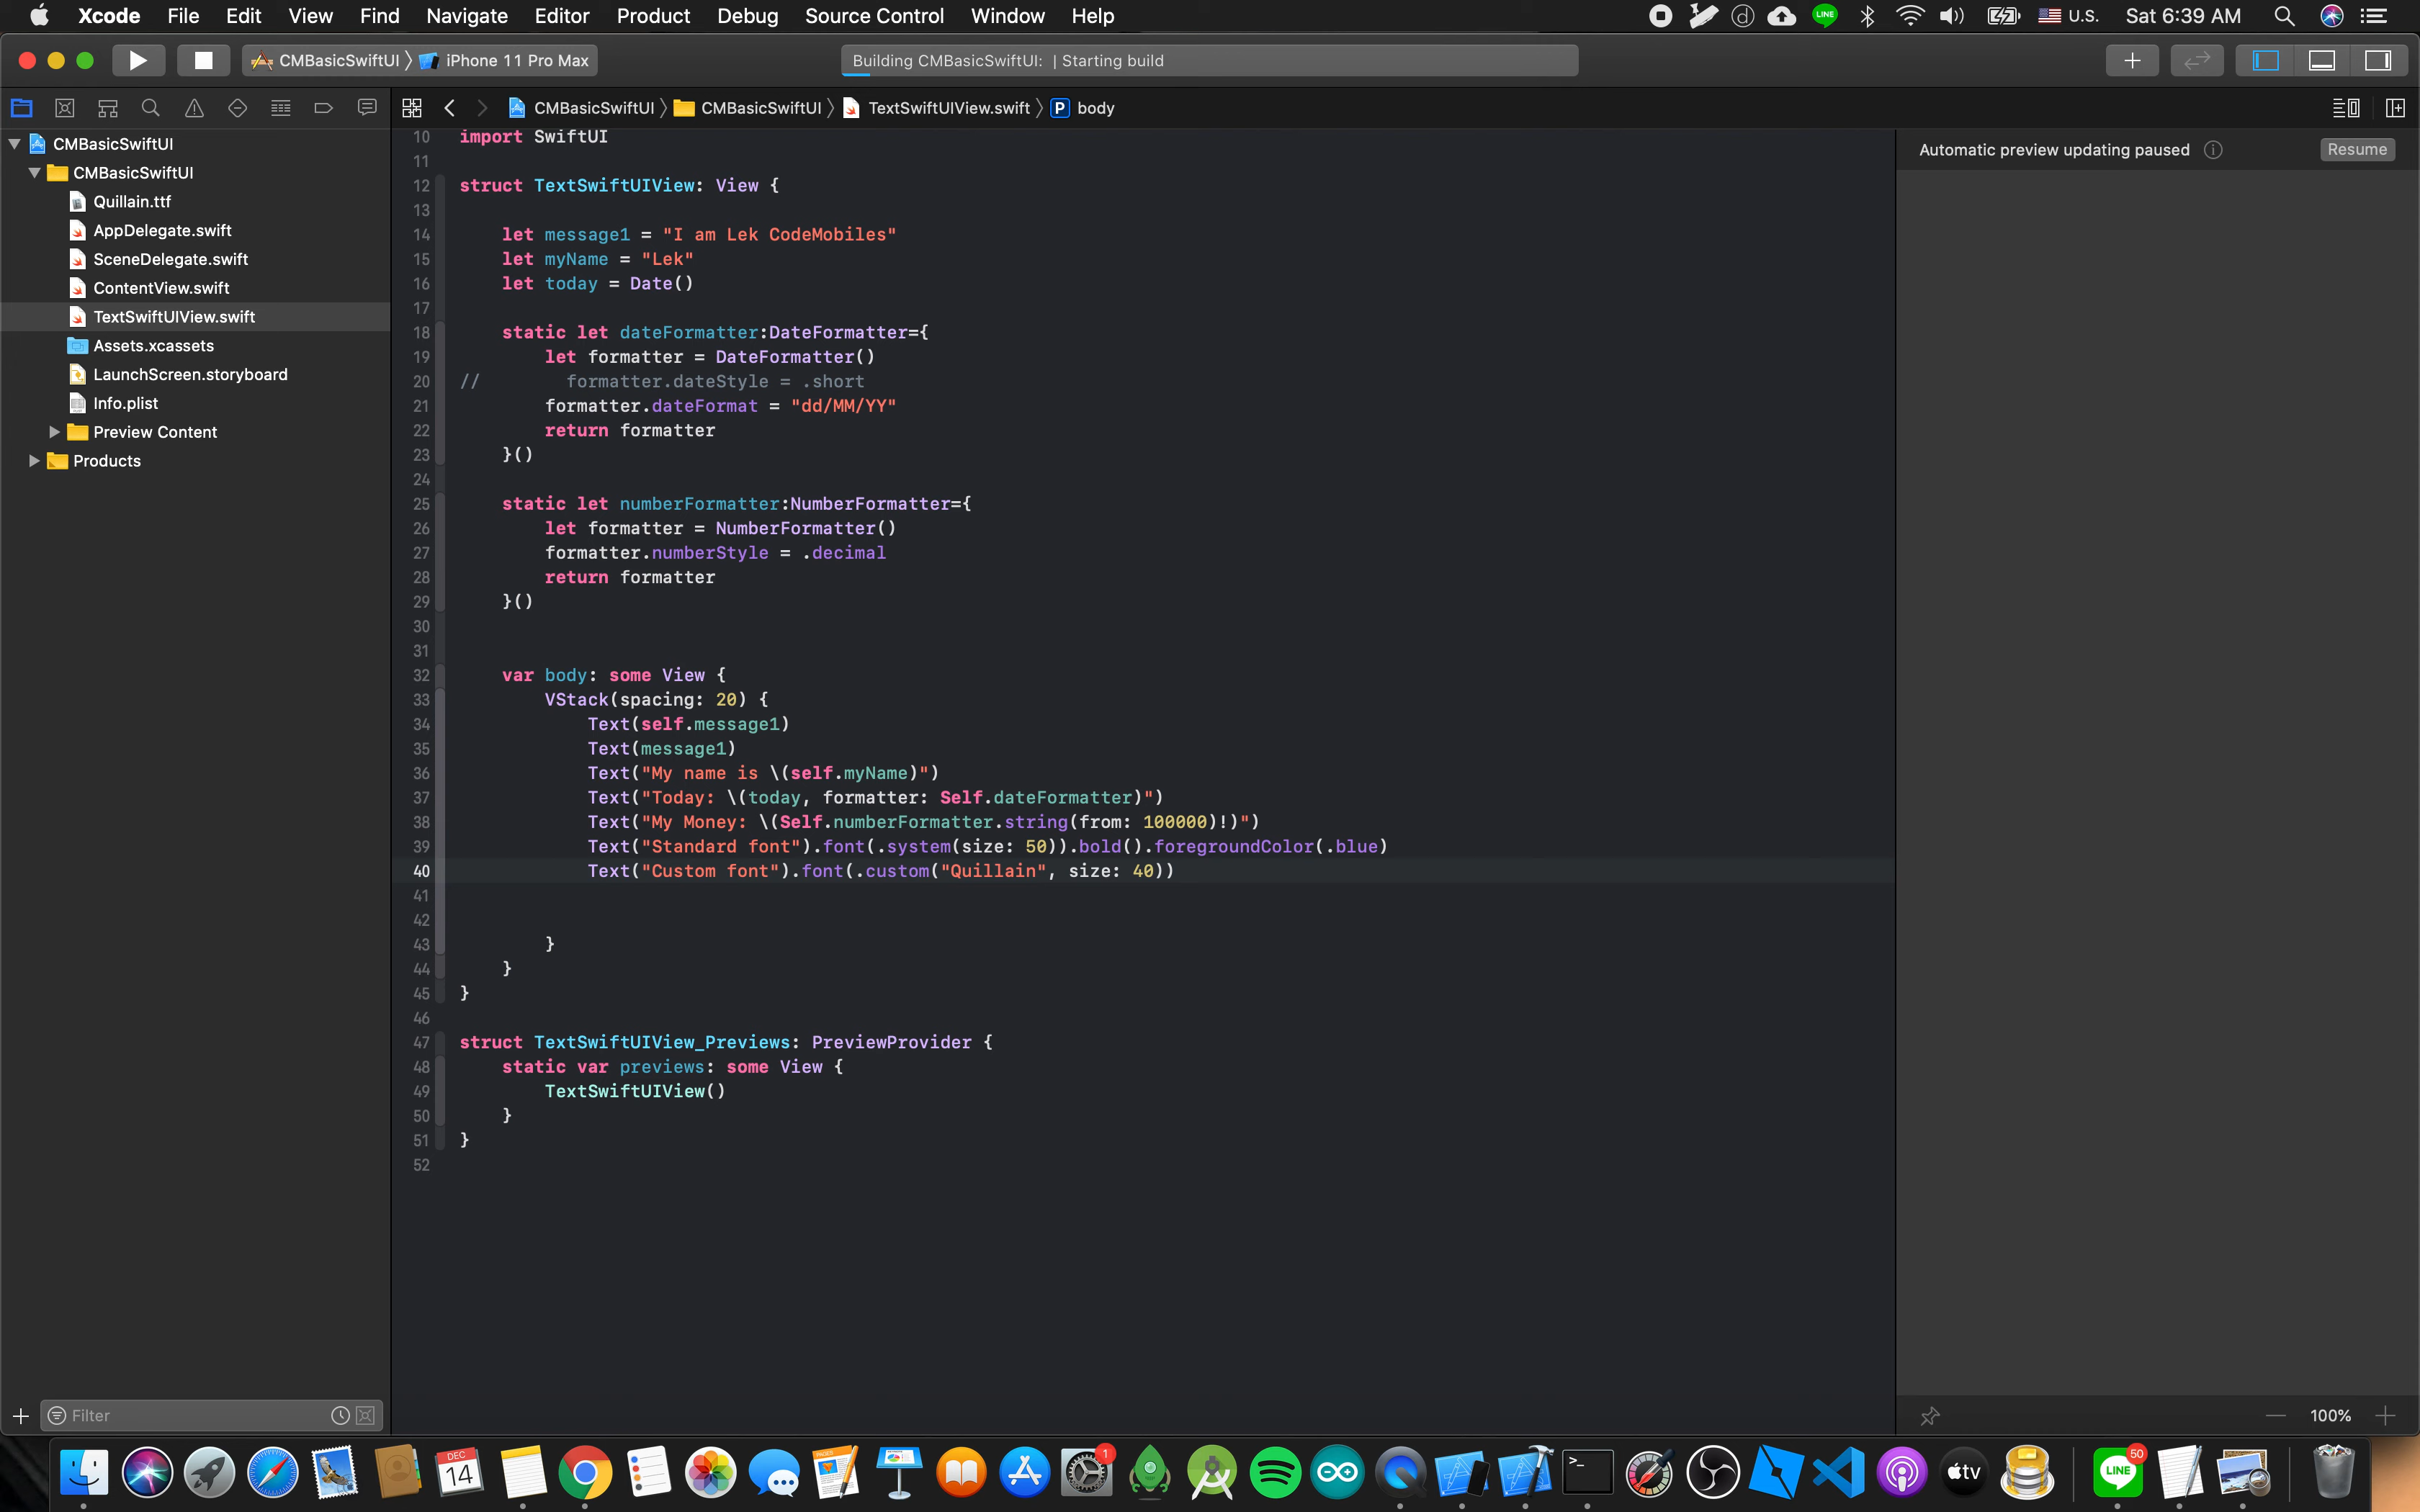 Xcode File Edit View Find Navigate Editor Product Debug Source Control Window Help LINE U.S. Sat 6:39 AM
CMBasicSwiftUI 〉 iPhone 11 Pro Max Building CMBasicSwiftUI: | Starting build
CMBasicSwiftUI 〉 CMBasicSwiftUI 〉 TextSwiftUIView.swift 〉 P body
Automatic preview updating paused Resume
CMBasicSwiftUI
CMBasicSwiftUI
Quillain.ttf
AppDelegate.swift
SceneDelegate.swift
ContentView.swift
TextSwiftUIView.swift
Assets.xcassets
LaunchScreen.storyboard
Info.plist
Preview Content
Products
10 import SwiftUI
11
12 struct TextSwiftUIView: View {
13
14 let message1 = "I am Lek CodeMobiles"
15 let myName = "Lek"
16 let today = Date()
17
18 static let dateFormatter:DateFormatter={
19 let formatter = DateFormatter()
20 // formatter.dateStyle = .short
21 formatter.dateFormat = "dd/MM/YY"
22 return formatter
23 }()
24
25 static let numberFormatter:NumberFormatter={
26 let formatter = NumberFormatter()
27 formatter.numberStyle = .decimal
28 return formatter
29 }()
30
31
32 var body: some View {
33 VStack(spacing: 20) {
34 Text(self.message1)
35 Text(message1)
36 Text("My name is \(self.myName)")
37 Text("Today: \(today, formatter: Self.dateFormatter)")
38 Text("My Money: \(Self.numberFormatter.string(from: 100000)!)")
39 Text("Standard font").font(.system(size: 50)).bold().foregroundColor(.blue)
40 Text("Custom font").font(.custom("Quillain", size: 40))
41
42
43 }
44 }
45 }
46
47 struct TextSwiftUIView_Previews: PreviewProvider {
48 static var previews: some View {
49 TextSwiftUIView()
50 }
51 }
52
Filter
100%
DEC
14
1
tv
LINE
50